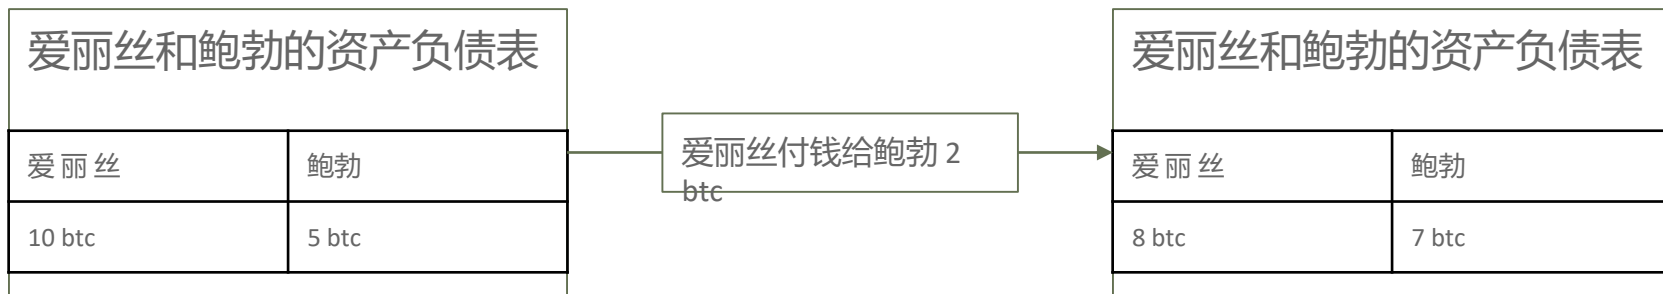 爱丽丝和鲍勃的资产负债表
爱丽丝 鲍勃
10 btc 5 btc
爱丽丝付钱给鲍勃 2
btc
爱丽丝和鲍勃的资产负债表
爱丽丝 鲍勃
8 btc 7 btc